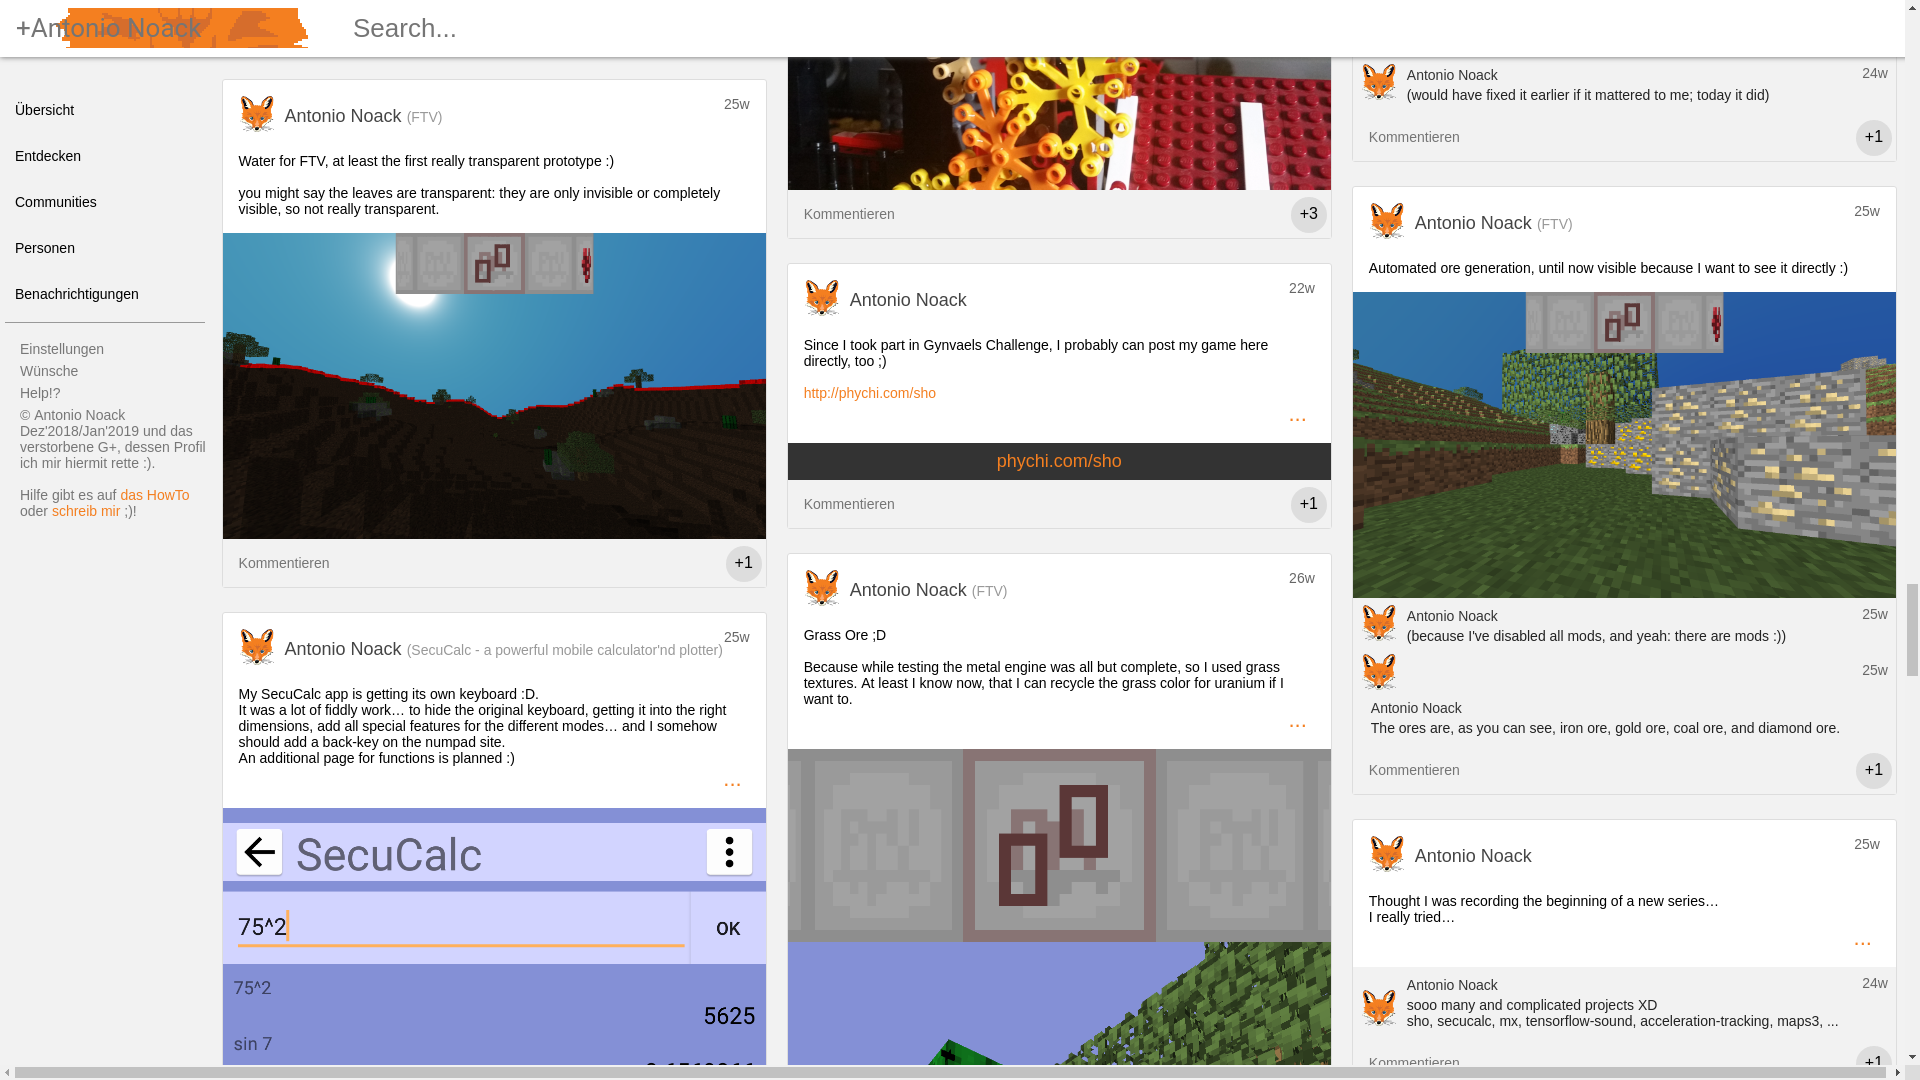 +Antonio Noack
Search...
Übersicht
Entdecken
Communities
Personen
Benachrichtigungen
Einstellungen
Wünsche
Help!?
© Antonio Noack
Dez'2018/Jan'2019 und das
verstorbene G+, dessen Profil
ich mir hiermit rette :).
Hilfe gibt es auf das HowTo
oder schreib mir ;)!
Antonio Noack (FTV)
25w
Water for FTV, at least the first really transparent prototype :)
you might say the leaves are transparent: they are only invisible or completely
visible, so not really transparent.
Kommentieren
+1
Antonio Noack (SecuCalc - a powerful mobile calculator'nd plotter)
25w
My SecuCalc app is getting its own keyboard :D.
It was a lot of fiddly work… to hide the original keyboard, getting it into the right
dimensions, add all special features for the different modes… and I somehow
should add a back-key on the numpad site.
An additional page for functions is planned :)
...
SecuCalc
75^2
OK
75^2
5625
sin 7
Kommentieren
+3
Antonio Noack
22w
Since I took part in Gynvaels Challenge, I probably can post my game here
directly, too ;)
http://phychi.com/sho
...
phychi.com/sho
Kommentieren
+1
Antonio Noack (FTV)
26w
Grass Ore ;D
Because while testing the metal engine was all but complete, so I used grass
textures. At least I know now, that I can recycle the grass color for uranium if I
want to.
...
Antonio Noack
24w
(would have fixed it earlier if it mattered to me; today it did)
Kommentieren
+1
Antonio Noack (FTV)
25w
Automated ore generation, until now visible because I want to see it directly :)
Antonio Noack
25w
(because I've disabled all mods, and yeah: there are mods :))
25w
Antonio Noack
The ores are, as you can see, iron ore, gold ore, coal ore, and diamond ore.
Kommentieren
+1
Antonio Noack
25w
Thought I was recording the beginning of a new series…
I really tried…
...
Antonio Noack
24w
sooo many and complicated projects XD
sho, secucalc, mx, tensorflow-sound, acceleration-tracking, maps3, ...
Kommentieren
+1